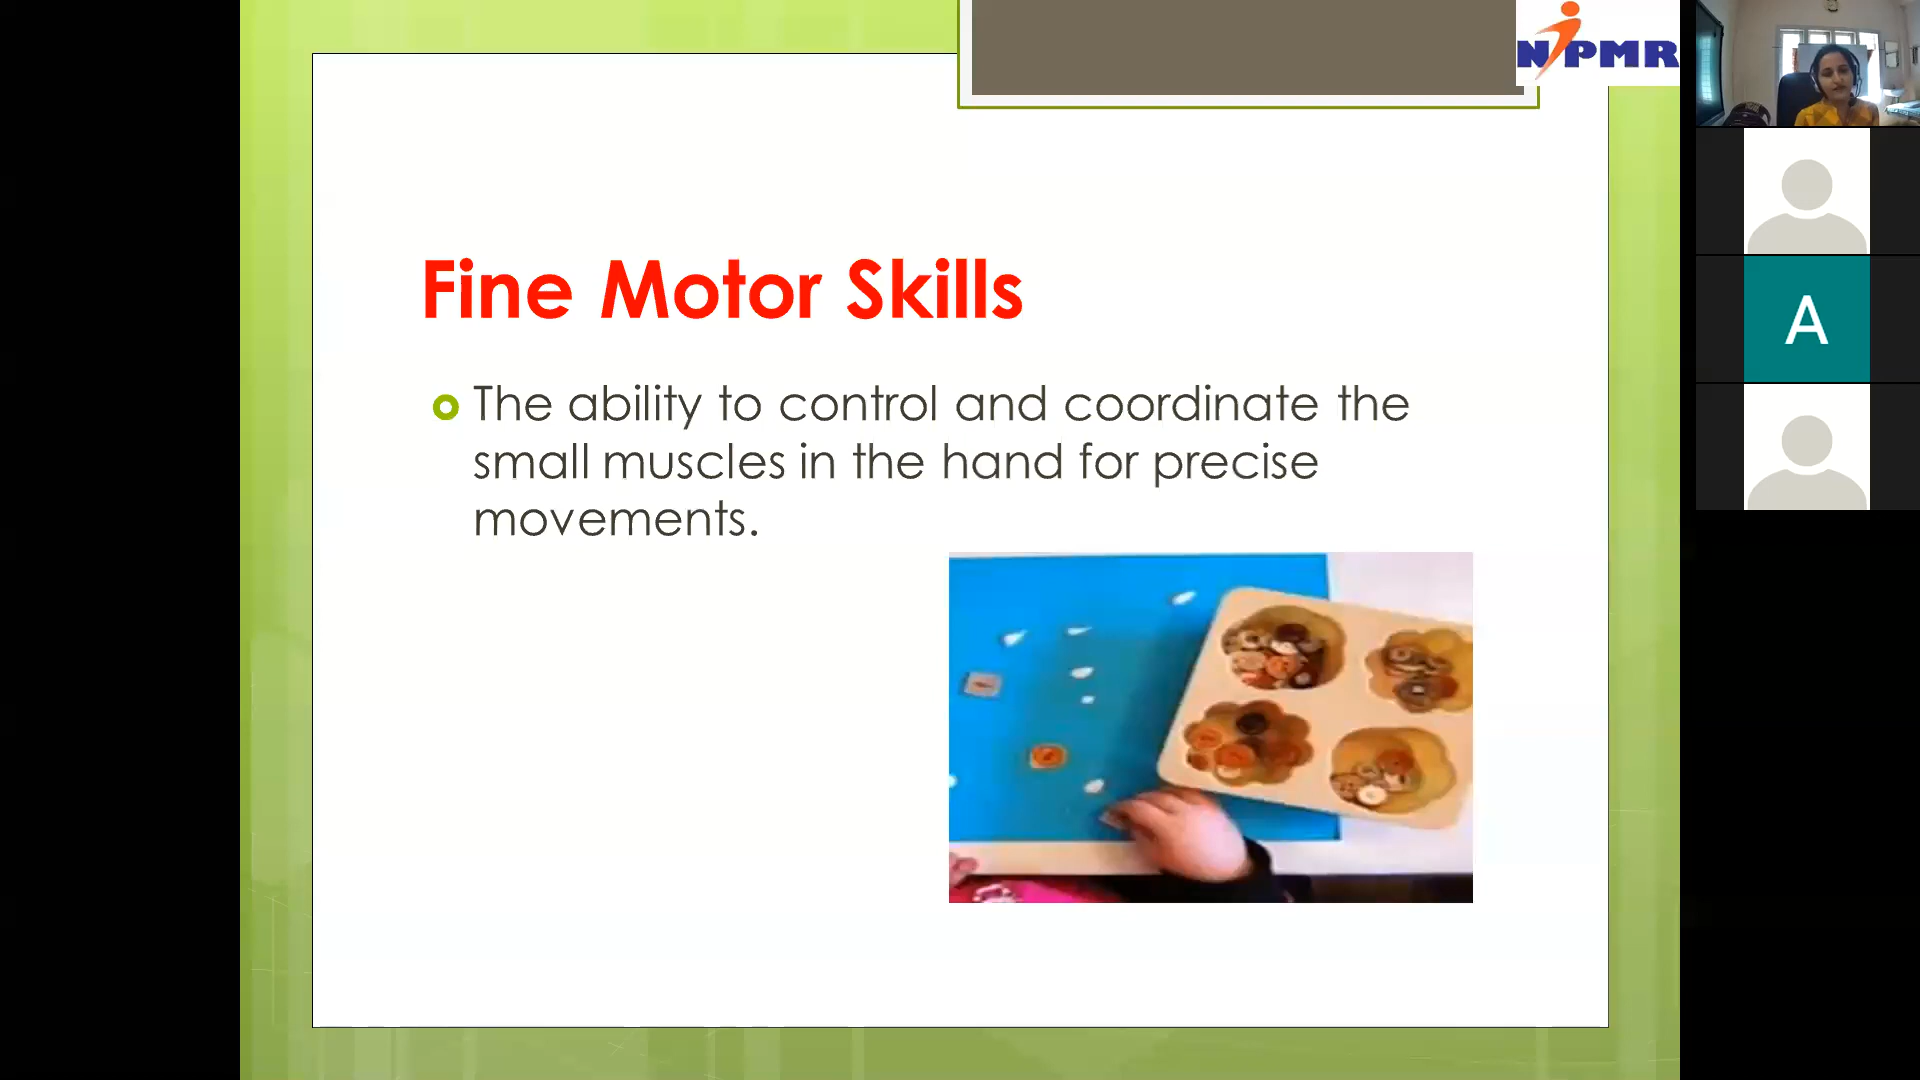 NIPMR
Fine Motor Skills
The ability to control and coordinate the
small muscles in the hand for precise
movements.
A